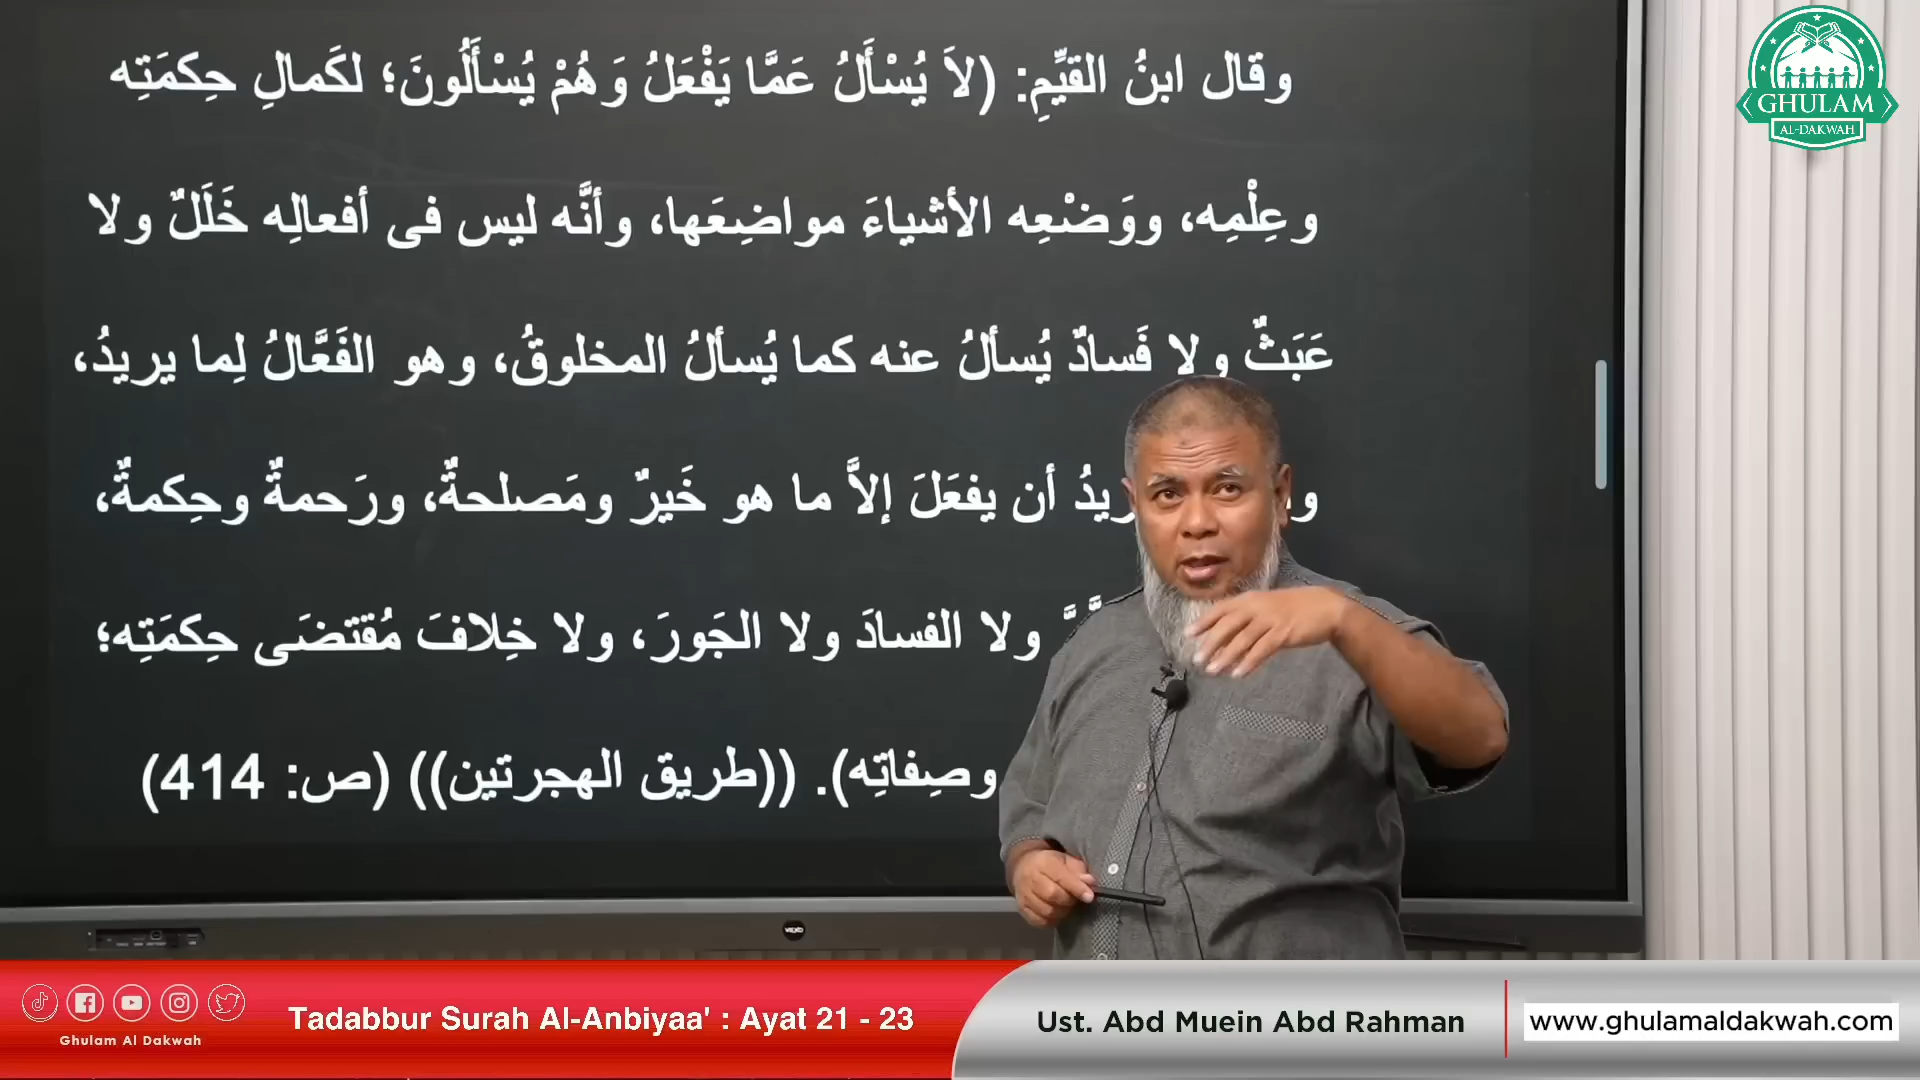 وقال ابنُ القيِّمِ: (لاَ يُسْأَلُ عَمَّا يَفْعَلُ وَهُمْ يُسْأَلُونَ؛ لكَمالِ حِكمَتِه
وعِلْمِه، ووَضْعِه الأشياءَ مواضِعَها، وأنَّه ليس فى أفعالِه خَلَلٌ ولا
عَبَثٌ ولا فَسادٌ يُسألُ عنه كما يُسألُ المخلوقُ، وهو الفَعَّالُ لِما يريدُ،
أن يفعَلَ إلاَّ ما هو خَيرٌ ومَصلحةٌ، ورَحمةٌ وحِكمةٌ،
ولا الفسادَ ولا الجَورَ، ولا خِلافَ مُقتضَى حِكمَتِه؛
وصِفاتِه). ((طريق الهجرتين)) (ص: 414)
GHULAM
AL-DAKWAH
Ghulam Al Dakwah
Tadabbur Surah Al-Anbiyaa' : Ayat 21 - 23
Ust. Abd Muein Abd Rahman
www.ghulamaldakwah.com